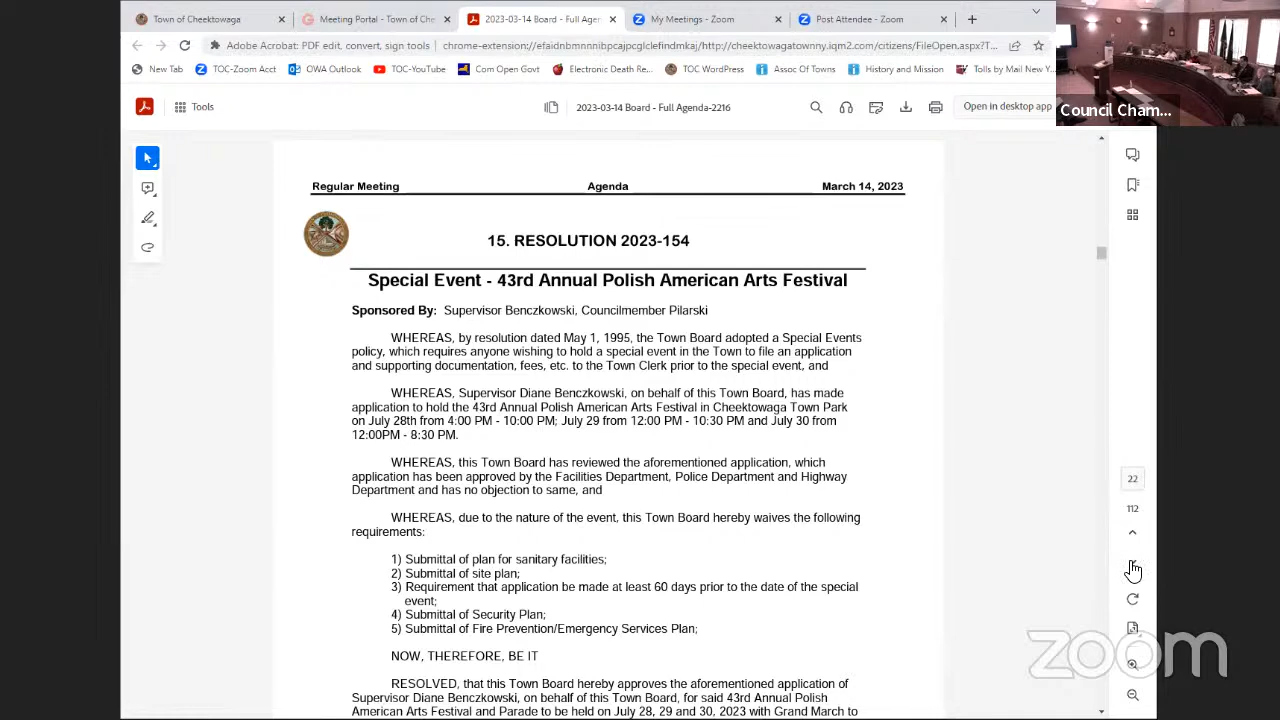 Town of Cheektowaga
Meeting Portal - Town of Che
2023-03-14 Board - Full Agen
My Meetings - Zoom
Post Attendee - Zoom
Adobe Acrobat: PDF edit, convert, sign tools
chrome-extension://efaidnbmnnnibpcajpcglclefindmkaj/http://cheektowagatownny.iqm2.com/citizens/FileOpen.aspx?T...
New Tab
TOC-Zoom Acct
OWA Outlook
TOC-YouTube
Com Open Govt
Electronic Death Re...
TOC WordPress
Assoc Of Towns
History and Mission
Tolls by Mail New Y...
Tools
2023-03-14 Board - Full Agenda-2216
Open in desktop app
Council Cham...
Regular Meeting Agenda March 14, 2023
15. RESOLUTION 2023-154
Special Event - 43rd Annual Polish American Arts Festival
Sponsored By: Supervisor Benczkowski, Councilmember Pilarski
WHEREAS, by resolution dated May 1, 1995, the Town Board adopted a Special Events
policy, which requires anyone wishing to hold a special event in the Town to file an application
and supporting documentation, fees, etc. to the Town Clerk prior to the special event, and
WHEREAS, Supervisor Diane Benczkowski, on behalf of this Town Board, has made
application to hold the 43rd Annual Polish American Arts Festival in Cheektowaga Town Park
on July 28th from 4:00 PM - 10:00 PM; July 29 from 12:00 PM - 10:30 PM and July 30 from
12:00PM - 8:30 PM.
WHEREAS, this Town Board has reviewed the aforementioned application, which
application has been approved by the Facilities Department, Police Department and Highway
Department and has no objection to same, and
WHEREAS, due to the nature of the event, this Town Board hereby waives the following
requirements:
1) Submittal of plan for sanitary facilities;
2) Submittal of site plan;
3) Requirement that application be made at least 60 days prior to the date of the special
event;
4) Submittal of Security Plan;
5) Submittal of Fire Prevention/Emergency Services Plan;
NOW, THEREFORE, BE IT
RESOLVED, that this Town Board hereby approves the aforementioned application of
Supervisor Diane Benczkowski, on behalf of this Town Board, for said 43rd Annual Polish
American Arts Festival and Parade to be held on July 28, 29 and 30, 2023 with Grand March to
22
112
zoom